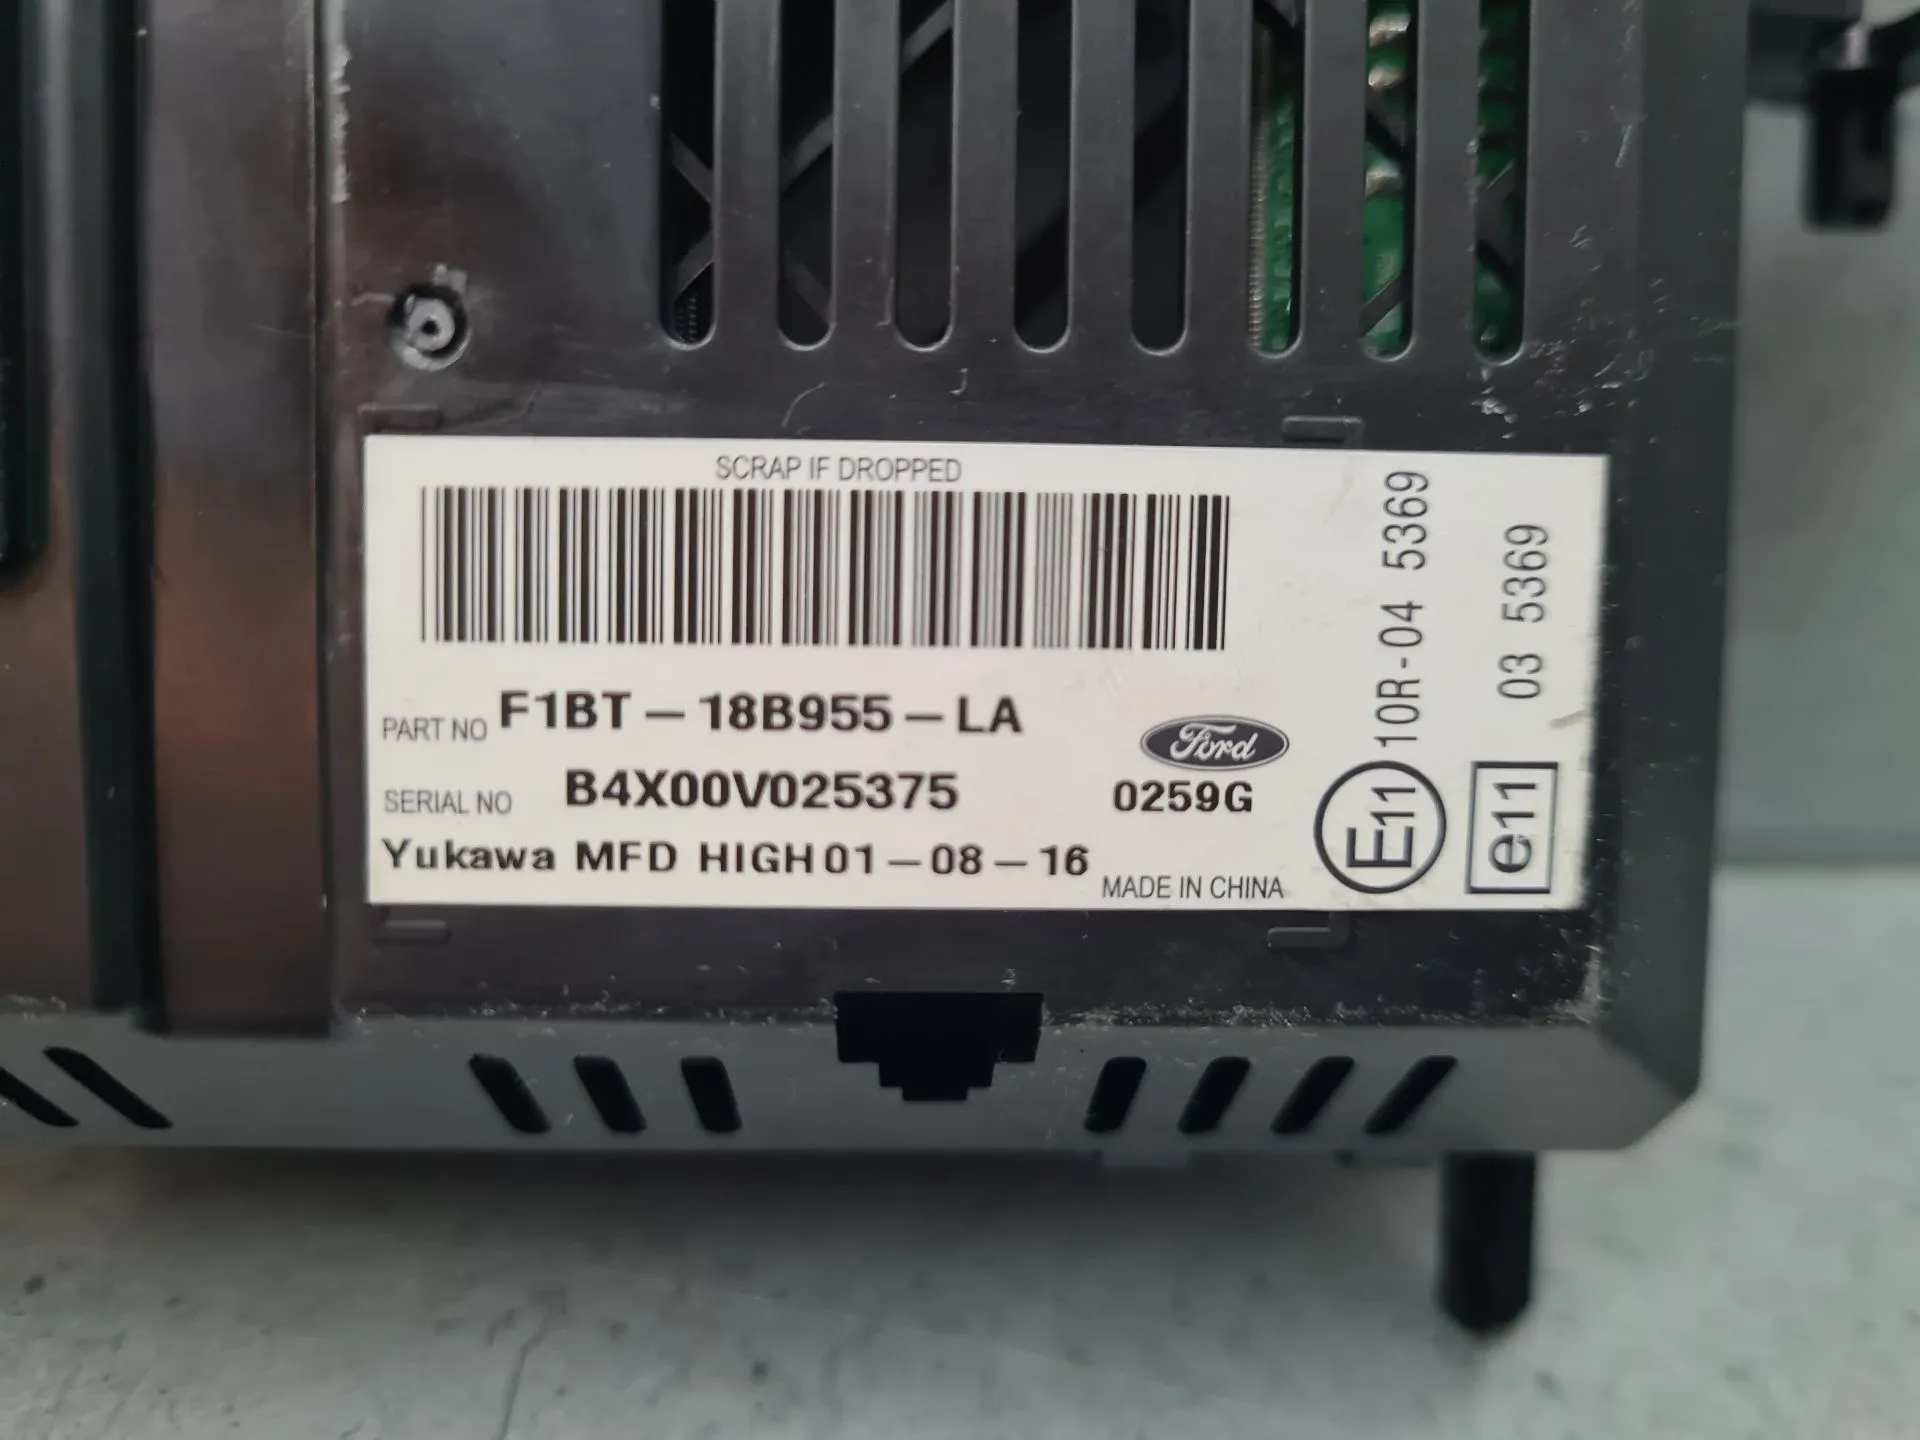 SCRAP IF DROPPED
PART NO F1BT-18B955-LA
Ford
SERIAL NO B4X00V025375
0259G
Yukawa MFD HIGH 01-08-16
MADE IN CHINA
E11 10R-04 5369
e11 03 5369